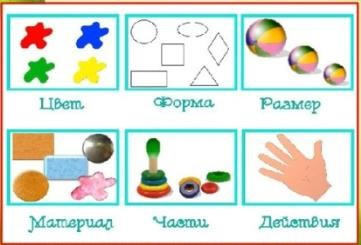 Цвет
Форма
Размер
Материал
Части
Действия